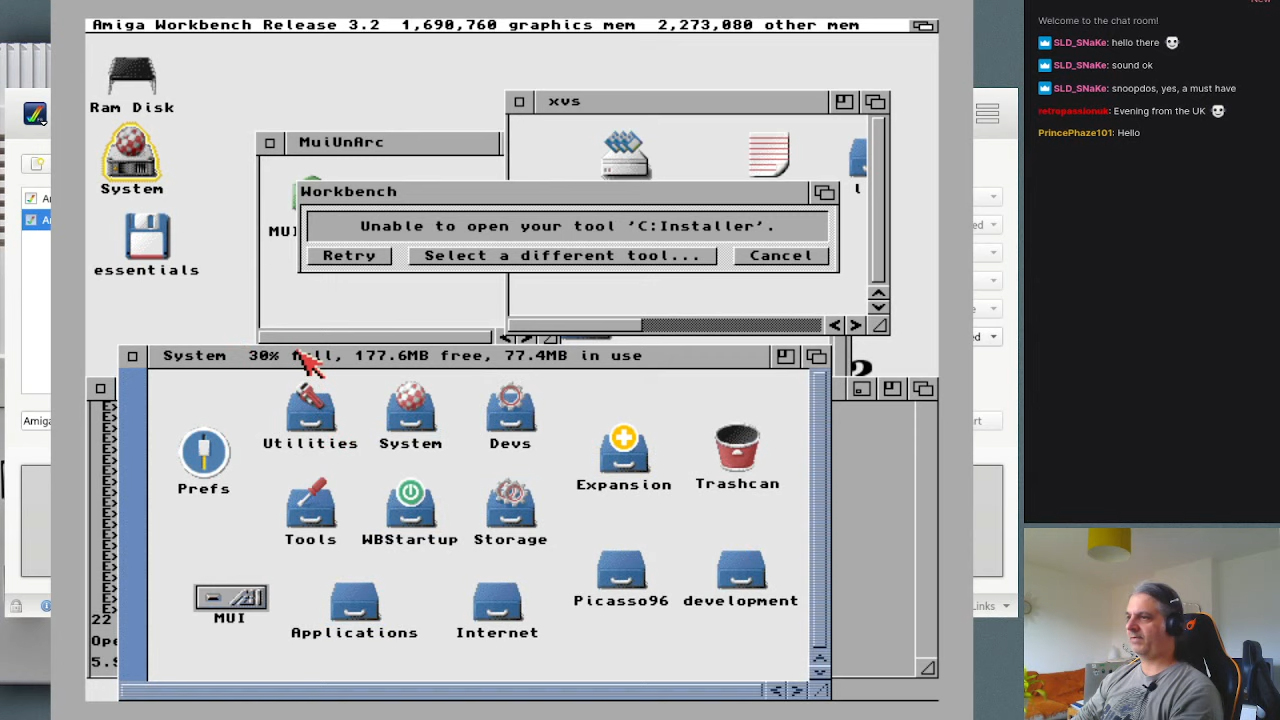 Amiga Workbench Release 3.2  1,690,760 graphics mem  2,273,080 other mem
Ram Disk
System
essentials
MuiUnArc
xvs
Workbench
Unable to open your tool 'C:Installer'.
Retry
Select a different tool...
Cancel
System  30% full, 177.6MB free, 77.4MB in use
Prefs
Utilities
System
Devs
Expansion
Trashcan
Tools
WBStartup
Storage
MUI
Applications
Internet
Picasso96
development
Welcome to the chat room!
SLD_SNaKe: hello there
SLD_SNaKe: sound ok
SLD_SNaKe: snoopdos, yes, a must have
retropassionuk: Evening from the UK
PrincePhaze101: Hello